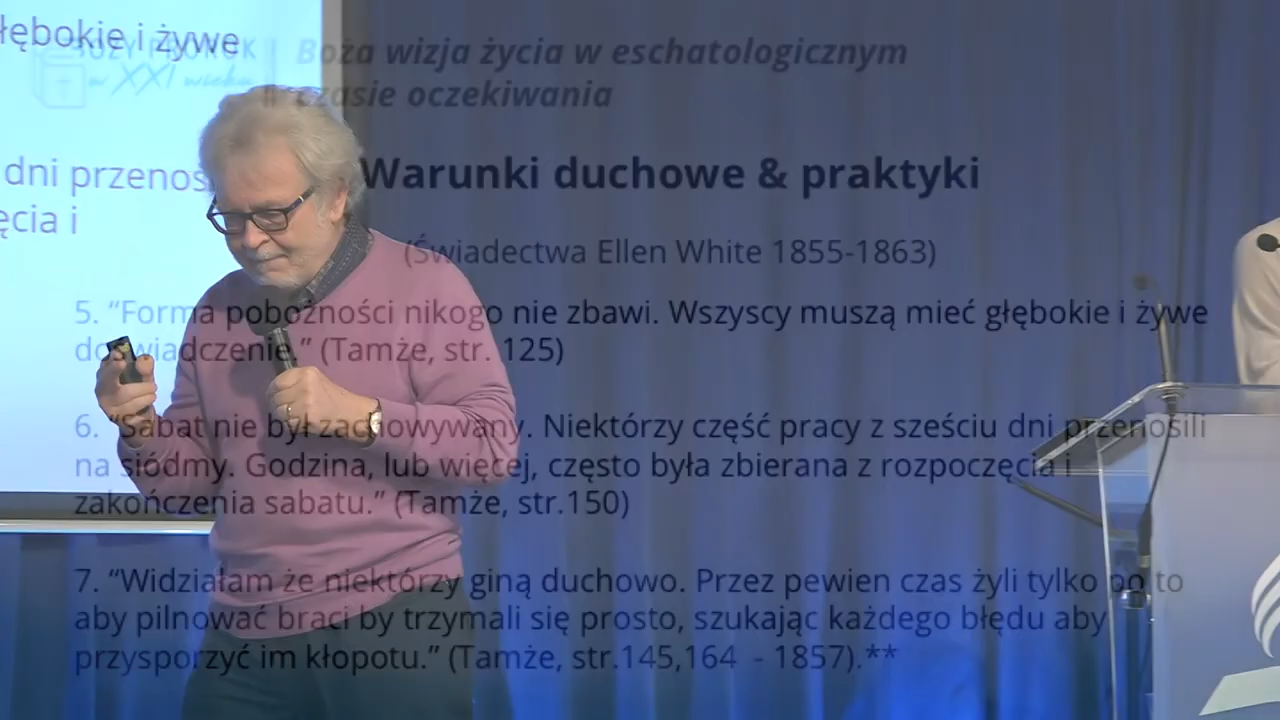 łębokie i żywe
dni przenos
ęcia i
w XXI wieku
Boża wizja życia w eschatologicznym
czasie oczekiwania
Warunki duchowe & praktyki
(Świadectwa Ellen White 1855-1863)
5. “Forma pobożności nikogo nie zbawi. Wszyscy muszą mieć głębokie i żywe
doświadczenie.” (Tamże, str. 125)
6. “Sabat nie był zachowywany. Niektórzy część pracy z sześciu dni przenosili
na siódmy. Godzina, lub więcej, często była zbierana z rozpoczęcia i
zakończenia sabatu.” (Tamże, str.150)
7. “Widziałam że niektórzy giną duchowo. Przez pewien czas żyli tylko po to
aby pilnować braci by trzymali się prosto, szukając każdego błędu aby
przysporzyć im kłopotu.” (Tamże, str.145,164 - 1857).**